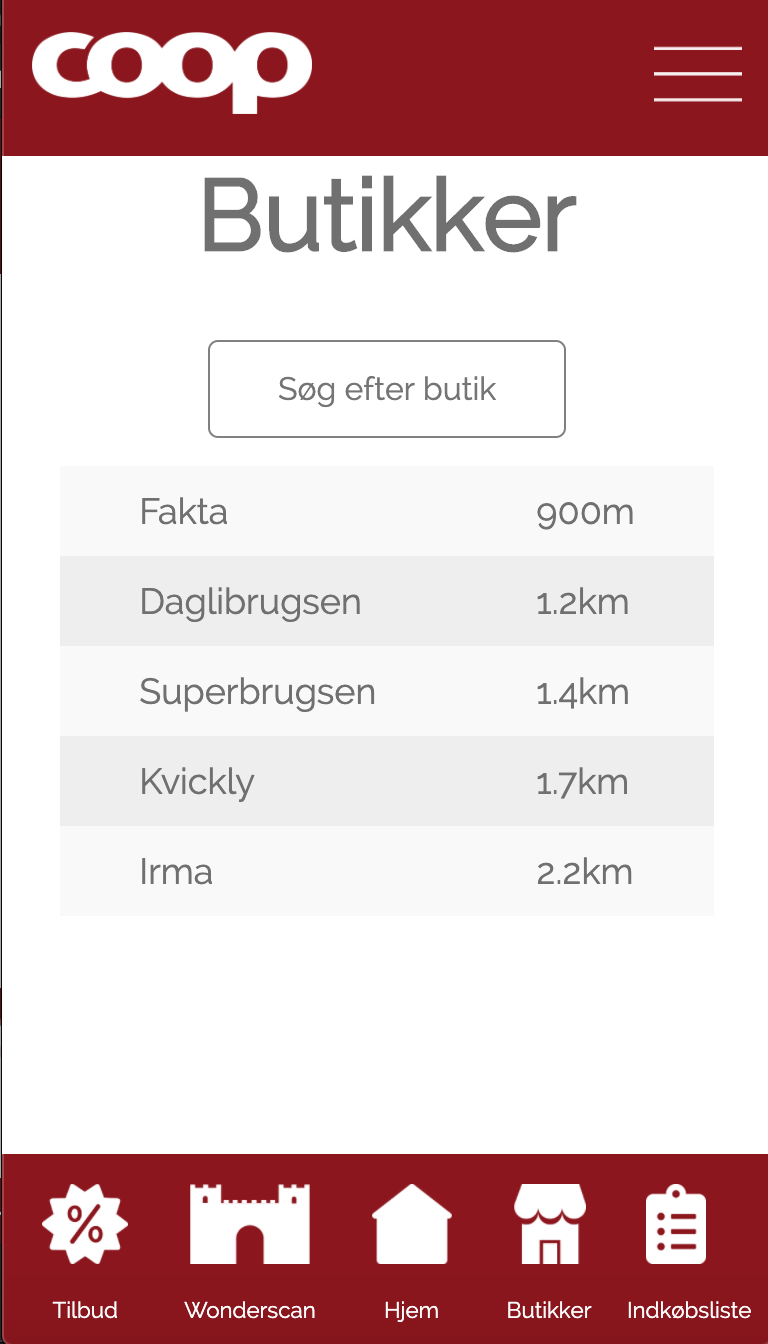 coop
Butikker
Søg efter butik
Fakta 900m
Daglibrugsen 1.2km
Superbrugsen 1.4km
Kvickly 1.7km
Irma 2.2km
%
Tilbud Wonderscan Hjem Butikker Indkøbsliste